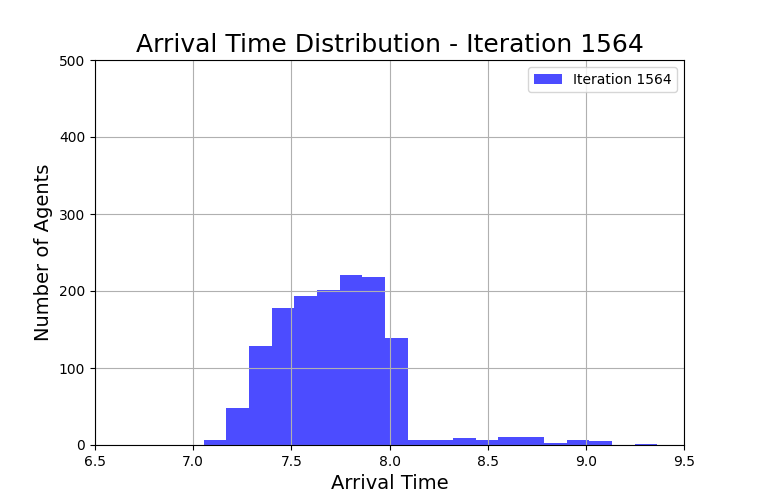 Arrival Time Distribution - Iteration 1564
Iteration 1564
Number of Agents
500
400
300
200
100
0
6.5 7.0 7.5 8.0 8.5 9.0 9.5
Arrival Time